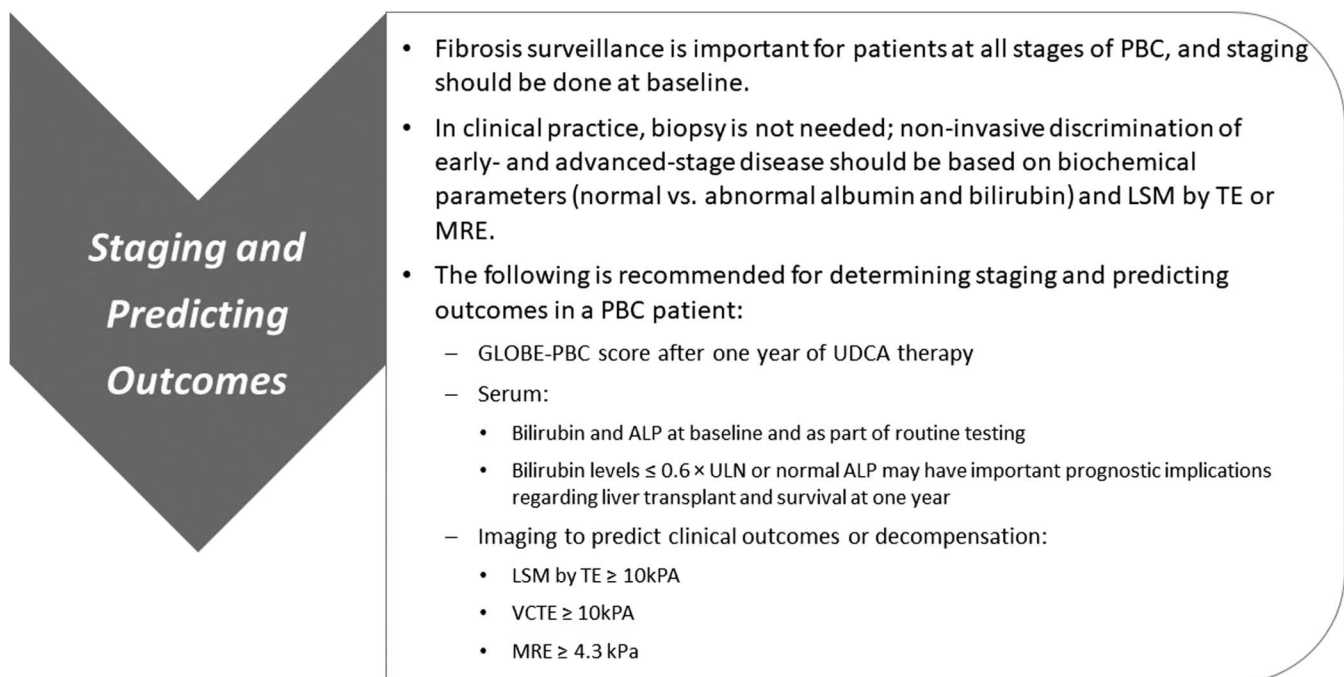 Staging and
Predicting
Outcomes
• Fibrosis surveillance is important for patients at all stages of PBC, and staging
should be done at baseline.
• In clinical practice, biopsy is not needed; non-invasive discrimination of
early- and advanced-stage disease should be based on biochemical
parameters (normal vs. abnormal albumin and bilirubin) and LSM by TE or
MRE.
• The following is recommended for determining staging and predicting
outcomes in a PBC patient:
– GLOBE-PBC score after one year of UDCA therapy
– Serum:
• Bilirubin and ALP at baseline and as part of routine testing
• Bilirubin levels ≤ 0.6 × ULN or normal ALP may have important prognostic implications
regarding liver transplant and survival at one year
– Imaging to predict clinical outcomes or decompensation:
• LSM by TE ≥ 10kPA
• VCTE ≥ 10kPA
• MRE ≥ 4.3 kPa